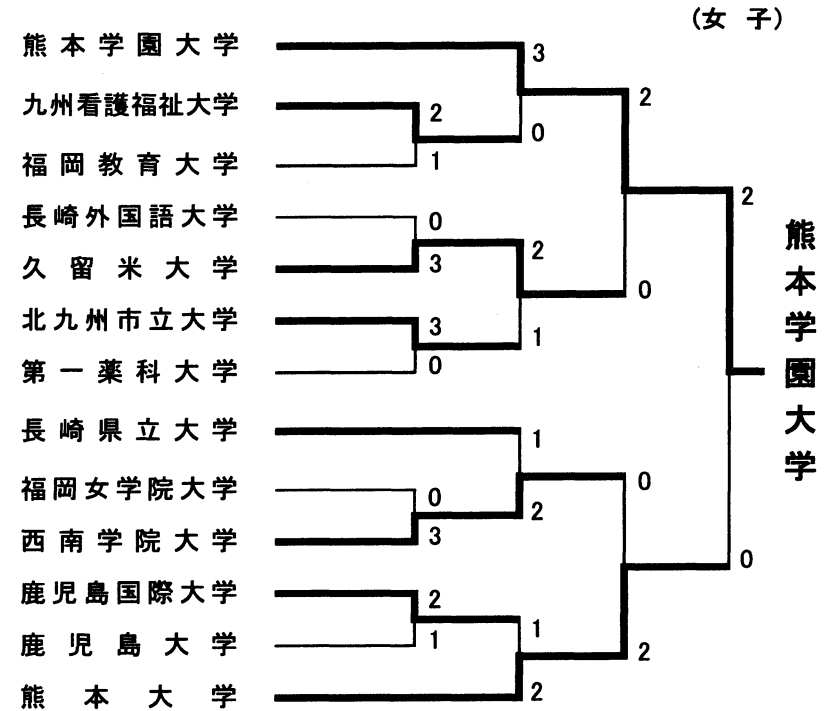 (女子)
熊本学園大学
3
2
九州看護福祉大学
2
0
福岡教育大学
1
2
長崎外国語大学
0
2
久留米大学
3
0
北九州市立大学
3
1
第一薬科大学
0
熊本学園大学
長崎県立大学
1
0
福岡女学院大学
0
2
西南学院大学
3
0
鹿児島国際大学
2
1
鹿児島大学
1
2
熊本大学
2